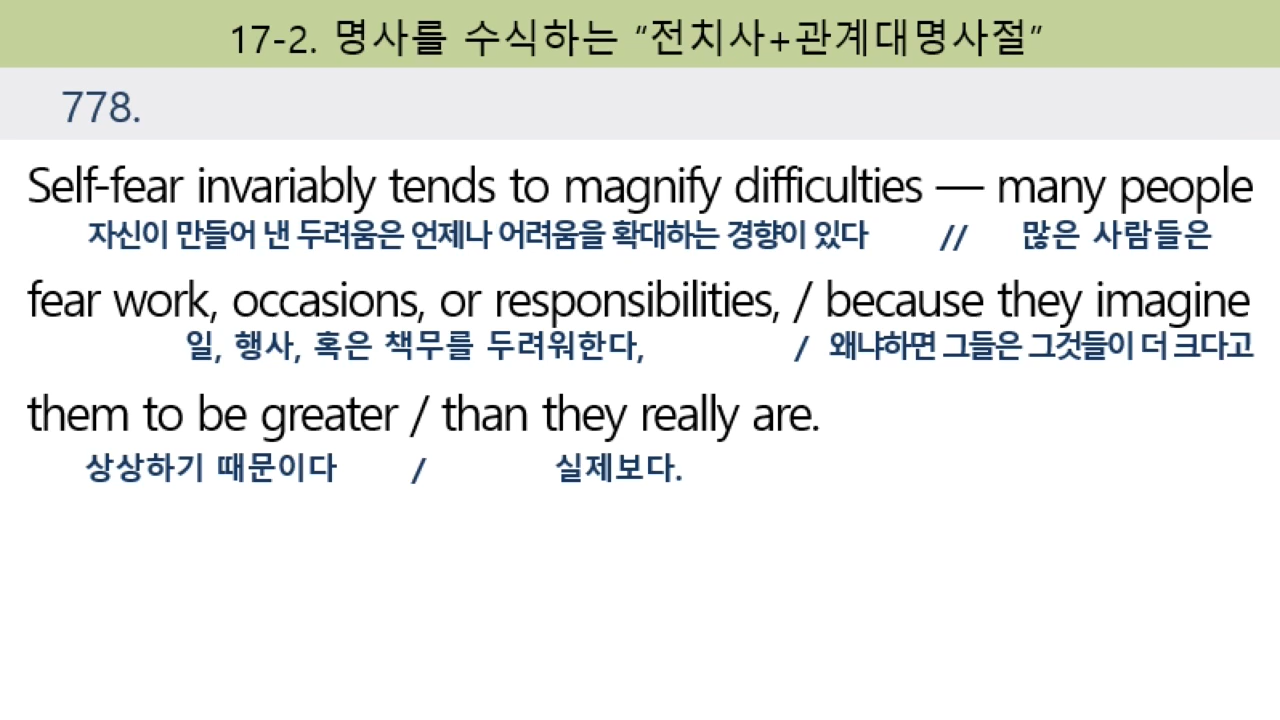 17-2. 명사를 수식하는 “전치사+관계대명사절”
778.
Self-fear invariably tends to magnify difficulties — many people
자신이 만들어 낸 두려움은 언제나 어려움을 확대하는 경향이 있다 // 많은 사람들은
fear work, occasions, or responsibilities, / because they imagine
일, 행사, 혹은 책무를 두려워한다, / 왜냐하면 그들은 그것들이 더 크다고
them to be greater / than they really are.
상상하기 때문이다 / 실제보다.